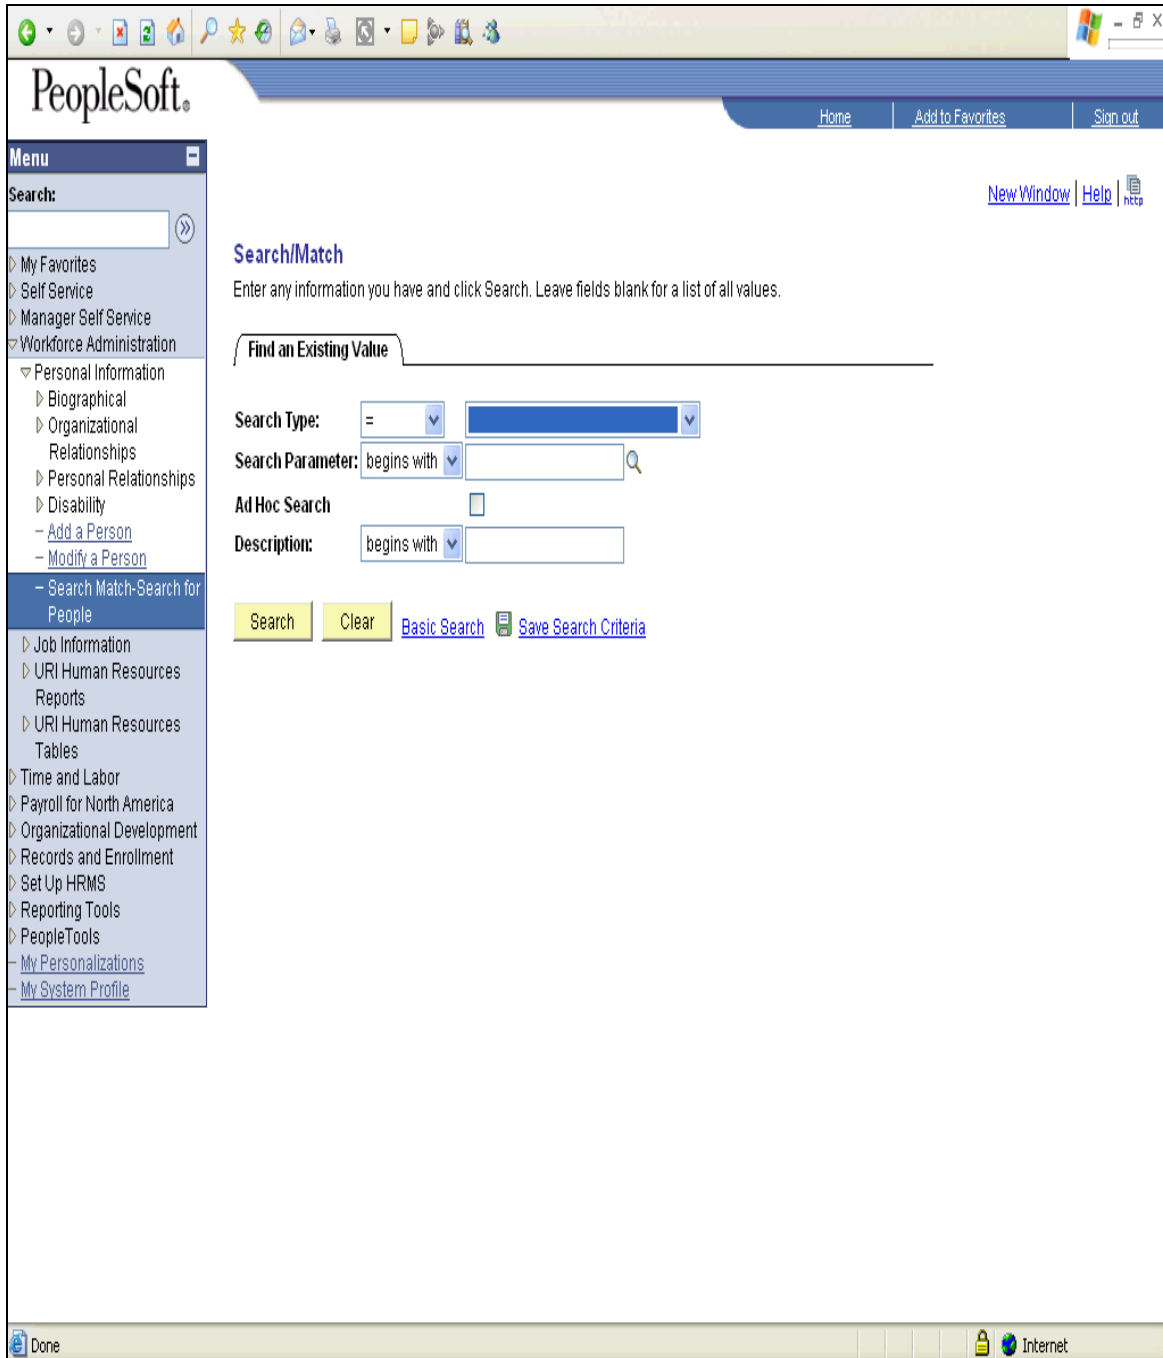 PeopleSoft®
Home
Add to Favorites
Sign out
Menu
Search:
New Window | Help | http
My Favorites
Self Service
Manager Self Service
Workforce Administration
Personal Information
Biographical
Organizational
Relationships
Personal Relationships
Disability
– Add a Person
– Modify a Person
– Search Match-Search for
People
Job Information
URI Human Resources
Reports
URI Human Resources
Tables
Time and Labor
Payroll for North America
Organizational Development
Records and Enrollment
Set Up HRMS
Reporting Tools
PeopleTools
– My Personalizations
– My System Profile
Search/Match
Enter any information you have and click Search. Leave fields blank for a list of all values.
Find an Existing Value
Search Type: =
Search Parameter: begins with
Ad Hoc Search
Description: begins with
Search Clear Basic Search Save Search Criteria
Done
Internet